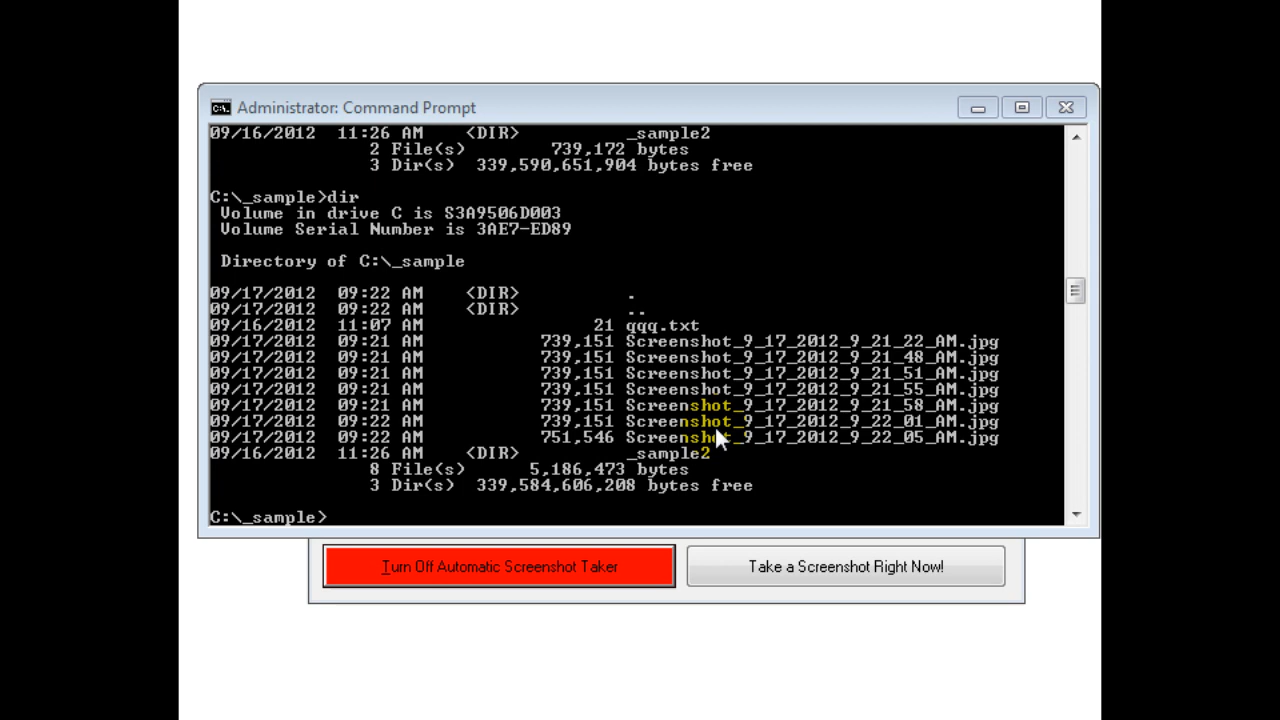 Administrator: Command Prompt
09/16/2012  11:26 AM    <DIR>          _sample2
               2 File(s)        739,172 bytes
               3 Dir(s)  339,590,651,904 bytes free
C:\_sample>dir
 Volume in drive C is S3A9506D003
 Volume Serial Number is 3AE7-ED89
 Directory of C:\_sample
09/17/2012  09:22 AM    <DIR>          .
09/17/2012  09:22 AM    <DIR>          ..
09/16/2012  11:07 AM                21 qqq.txt
09/17/2012  09:21 AM           739,151 Screenshot_9_17_2012_9_21_22_AM.jpg
09/17/2012  09:21 AM           739,151 Screenshot_9_17_2012_9_21_48_AM.jpg
09/17/2012  09:21 AM           739,151 Screenshot_9_17_2012_9_21_51_AM.jpg
09/17/2012  09:21 AM           739,151 Screenshot_9_17_2012_9_21_55_AM.jpg
09/17/2012  09:21 AM           739,151 Screenshot_9_17_2012_9_21_58_AM.jpg
09/17/2012  09:22 AM           739,151 Screenshot_9_17_2012_9_22_01_AM.jpg
09/17/2012  09:22 AM           751,546 Screenshot_9_17_2012_9_22_05_AM.jpg
09/16/2012  11:26 AM    <DIR>          _sample2
               8 File(s)      5,186,473 bytes
               3 Dir(s)  339,584,606,208 bytes free
C:\_sample>
Turn Off Automatic Screenshot Taker
Take a Screenshot Right Now!